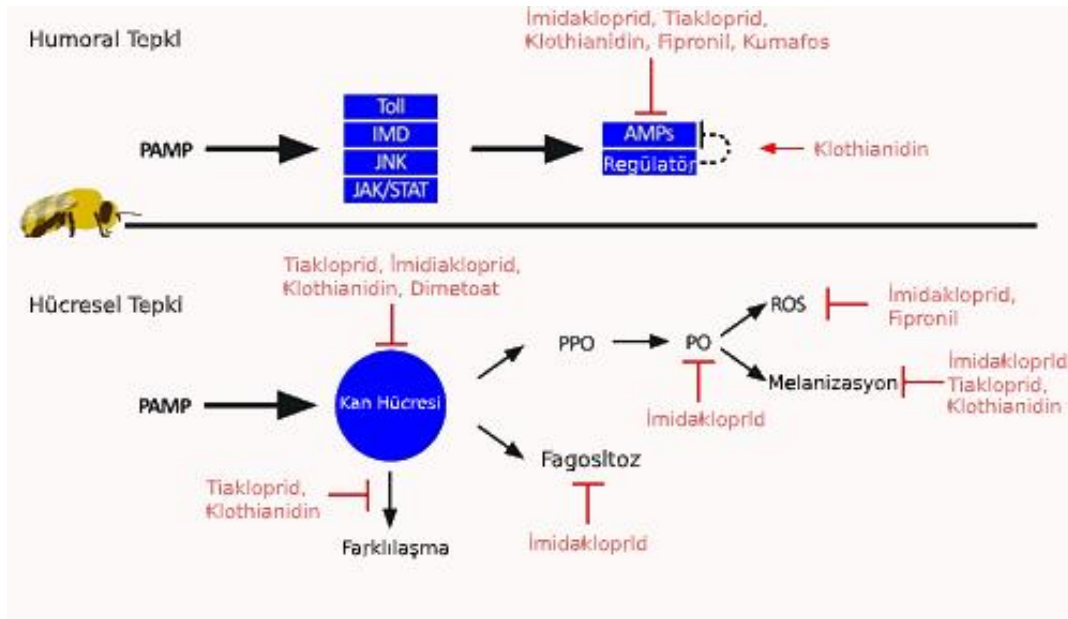 Humoral Tepki
İmidakloprid, Tiakloprid,
Klothianidin, Fipronil, Kumafos
PAMP
Toll
IMD
JNK
JAK/STAT
AMPs
Regülatör
Klothianidin
Hücresel Tepki
Tiakloprid, İmidiakloprid,
Klothianidin, Dimetoat
PAMP
Kan Hücresi
PPO
PO
ROS
İmidakloprid,
Fipronil
Melanizasyon
İmidakloprid
Tiakloprid,
Klothianidin
İmidakloprid
Fagositoz
İmidakloprid
Tiakloprid,
Klothianidin
Farklılaşma